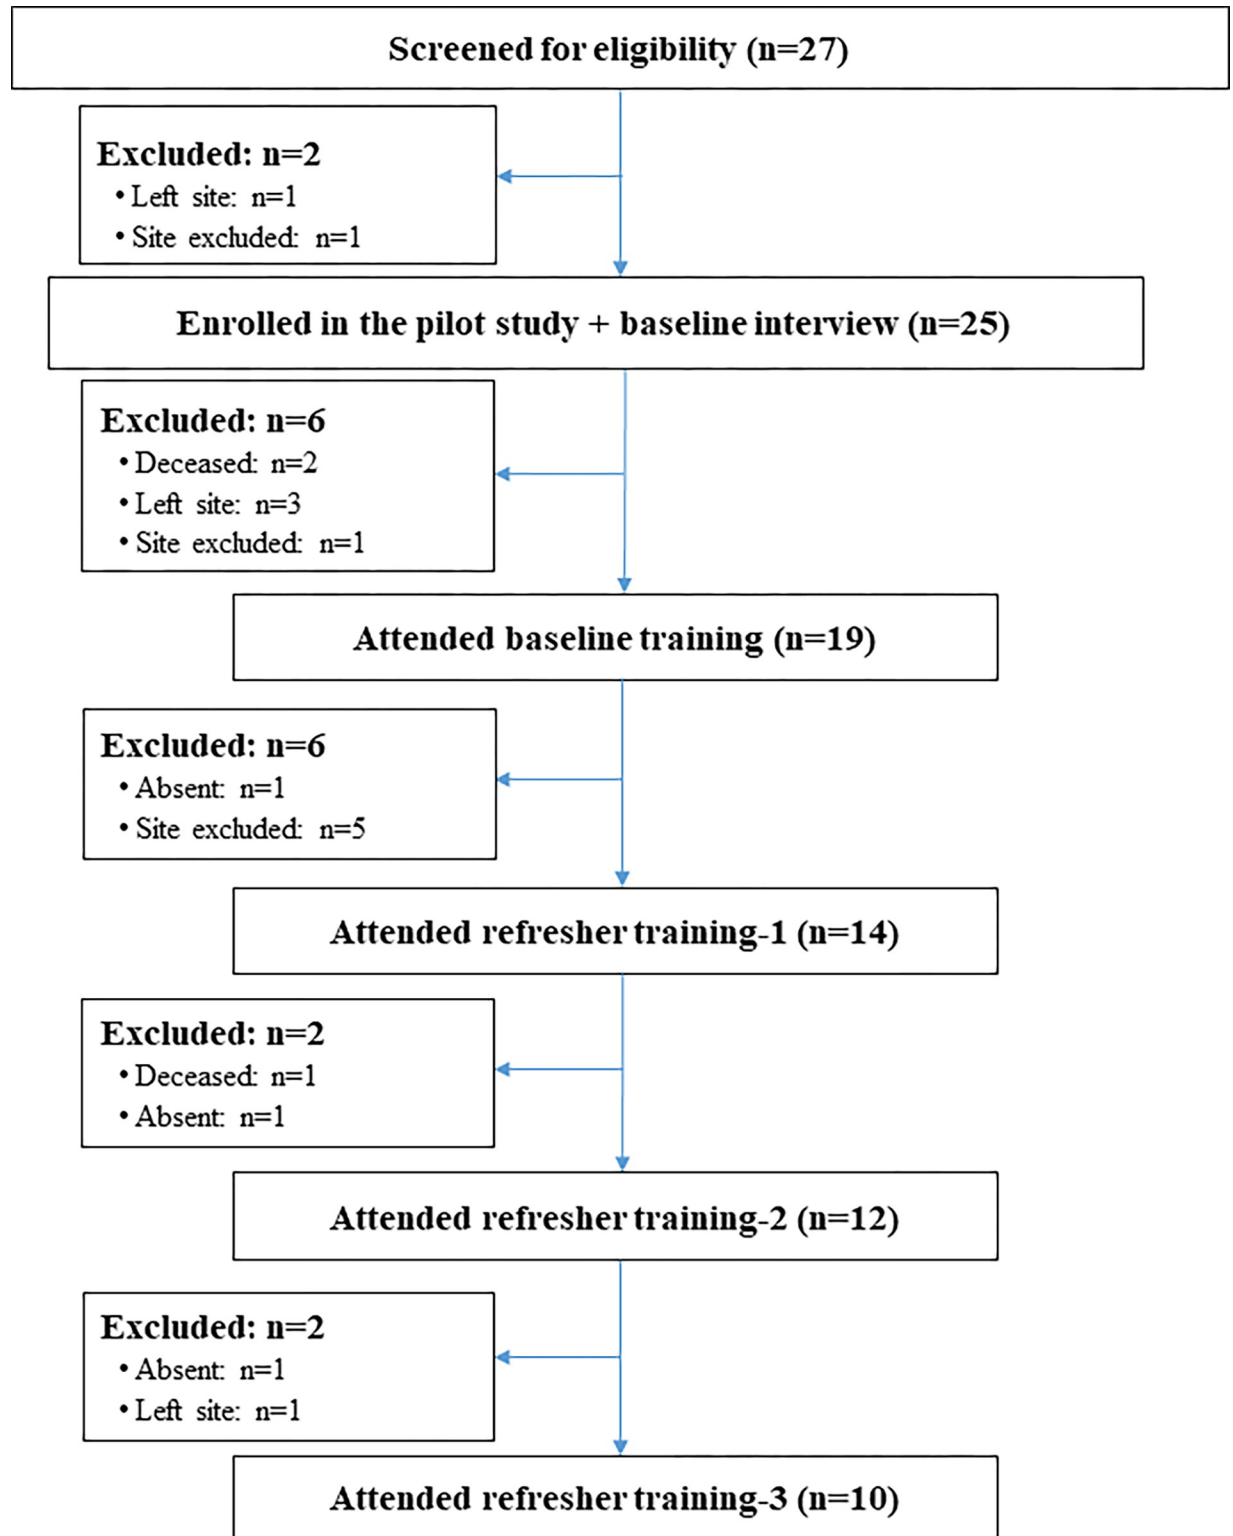 Screened for eligibility (n=27)
Excluded: n=2
• Left site: n=1
• Site excluded: n=1
Enrolled in the pilot study + baseline interview (n=25)
Excluded: n=6
• Deceased: n=2
• Left site: n=3
• Site excluded: n=1
Attended baseline training (n=19)
Excluded: n=6
• Absent: n=1
• Site excluded: n=5
Attended refresher training-1 (n=14)
Excluded: n=2
• Deceased: n=1
• Absent: n=1
Attended refresher training-2 (n=12)
Excluded: n=2
• Absent: n=1
• Left site: n=1
Attended refresher training-3 (n=10)